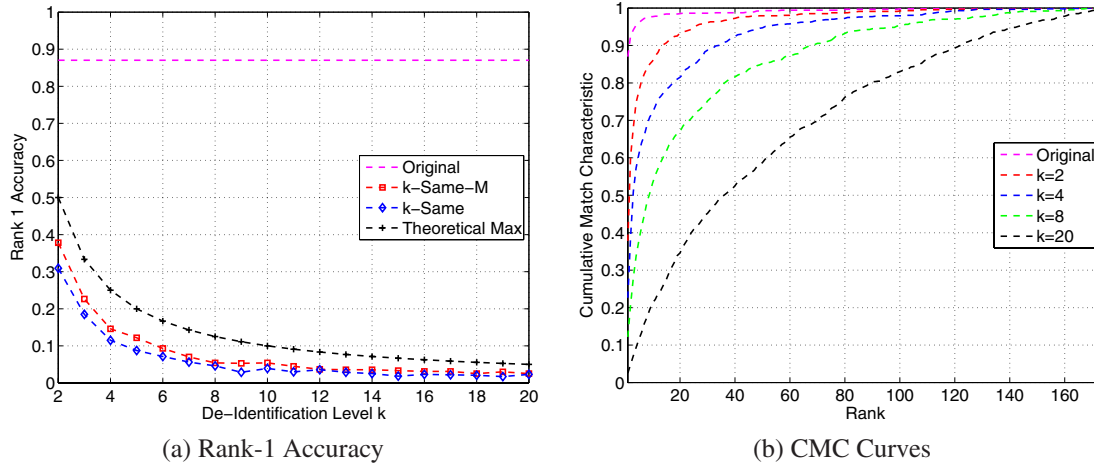 1
0.9
0.8
0.7
0.6
0.5
0.4
0.3
0.2
0.1
0
Rank 1 Accuracy
2 4 6 8 10 12 14 16 18 20
De−Identification Level k
Original
k−Same−M
k−Same
Theoretical Max
(a) Rank-1 Accuracy
1
0.9
0.8
0.7
0.6
0.5
0.4
0.3
0.2
0.1
0
Cumulative Match Characteristic
20 40 60 80 100 120 140 160
Rank
Original
k=2
k=4
k=8
k=20
(b) CMC Curves